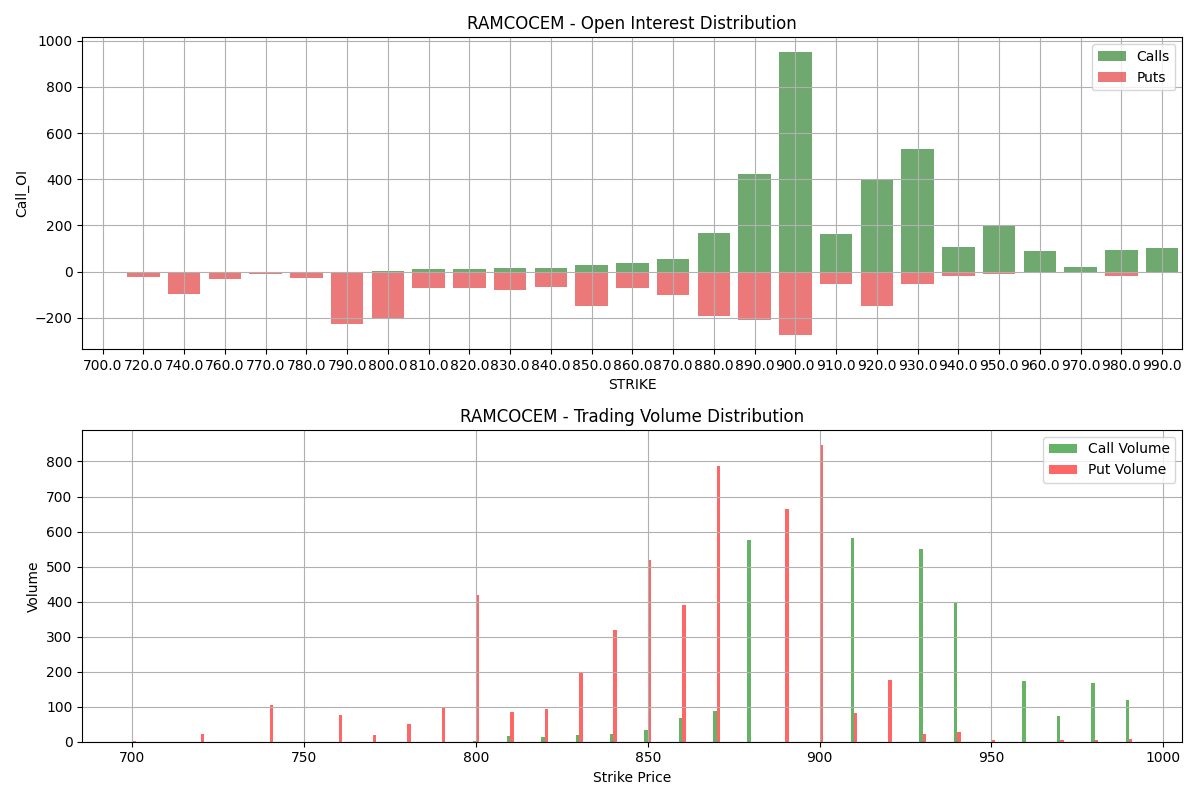 RAMCOCEM - Open Interest Distribution
Calls
Puts
1000
800
600
400
200
0
−200
Call_OI
700.0 720.0 740.0 760.0 770.0 780.0 790.0 800.0 810.0 820.0 830.0 840.0 850.0 860.0 870.0 880.0 890.0 900.0 910.0 920.0 930.0 940.0 950.0 960.0 970.0 980.0 990.0
STRIKE
RAMCOCEM - Trading Volume Distribution
Call Volume
Put Volume
800
700
600
500
400
300
200
100
0
Volume
700 750 800 850 900 950 1000
Strike Price